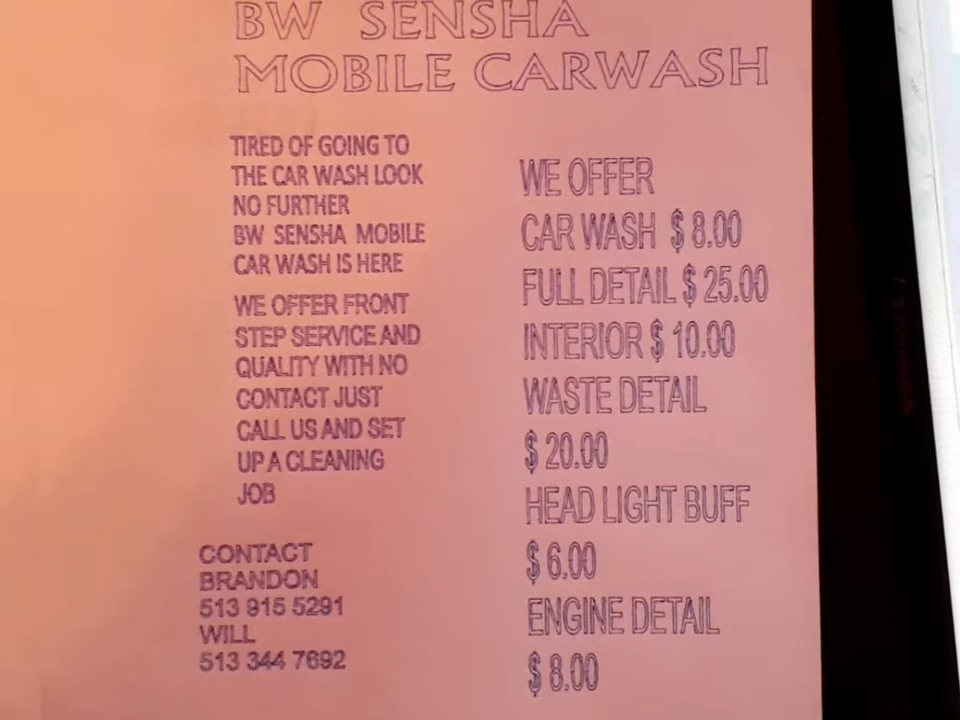 BW SENSHA
MOBILE CARWASH
TIRED OF GOING TO
THE CAR WASH LOOK
NO FURTHER
BW SENSHA MOBILE
CAR WASH IS HERE
WE OFFER FRONT
STEP SERVICE AND
QUALITY WITH NO
CONTACT JUST
CALL US AND SET
UP A CLEANING
JOB
CONTACT
BRANDON
513 915 5291
WILL
513 344 7692
WE OFFER
CAR WASH $ 8.00
FULL DETAIL $ 25.00
INTERIOR $ 10.00
WASTE DETAIL
$ 20.00
HEAD LIGHT BUFF
$ 6.00
ENGINE DETAIL
$ 8.00